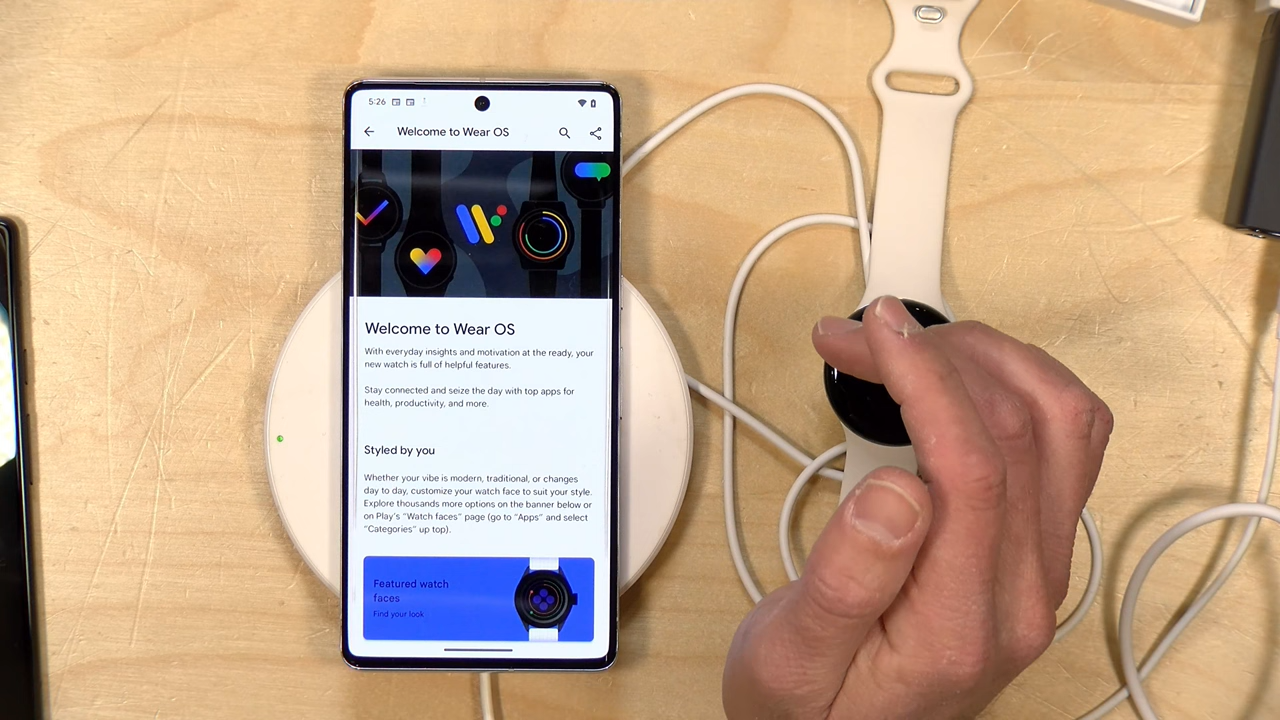 5:26
Welcome to Wear OS
Welcome to Wear OS
With everyday insights and motivation at the ready, your
new watch is full of helpful features.
Stay connected and seize the day with top apps for
health, productivity, and more.
Styled by you
Whether your vibe is modern, traditional, or changes
day to day, customize your watch face to suit your style.
Explore thousands more options on the banner below or
on Play's "Watch faces" page (go to "Apps" and select
"Categories" up top).
Featured watch
faces
Find your look